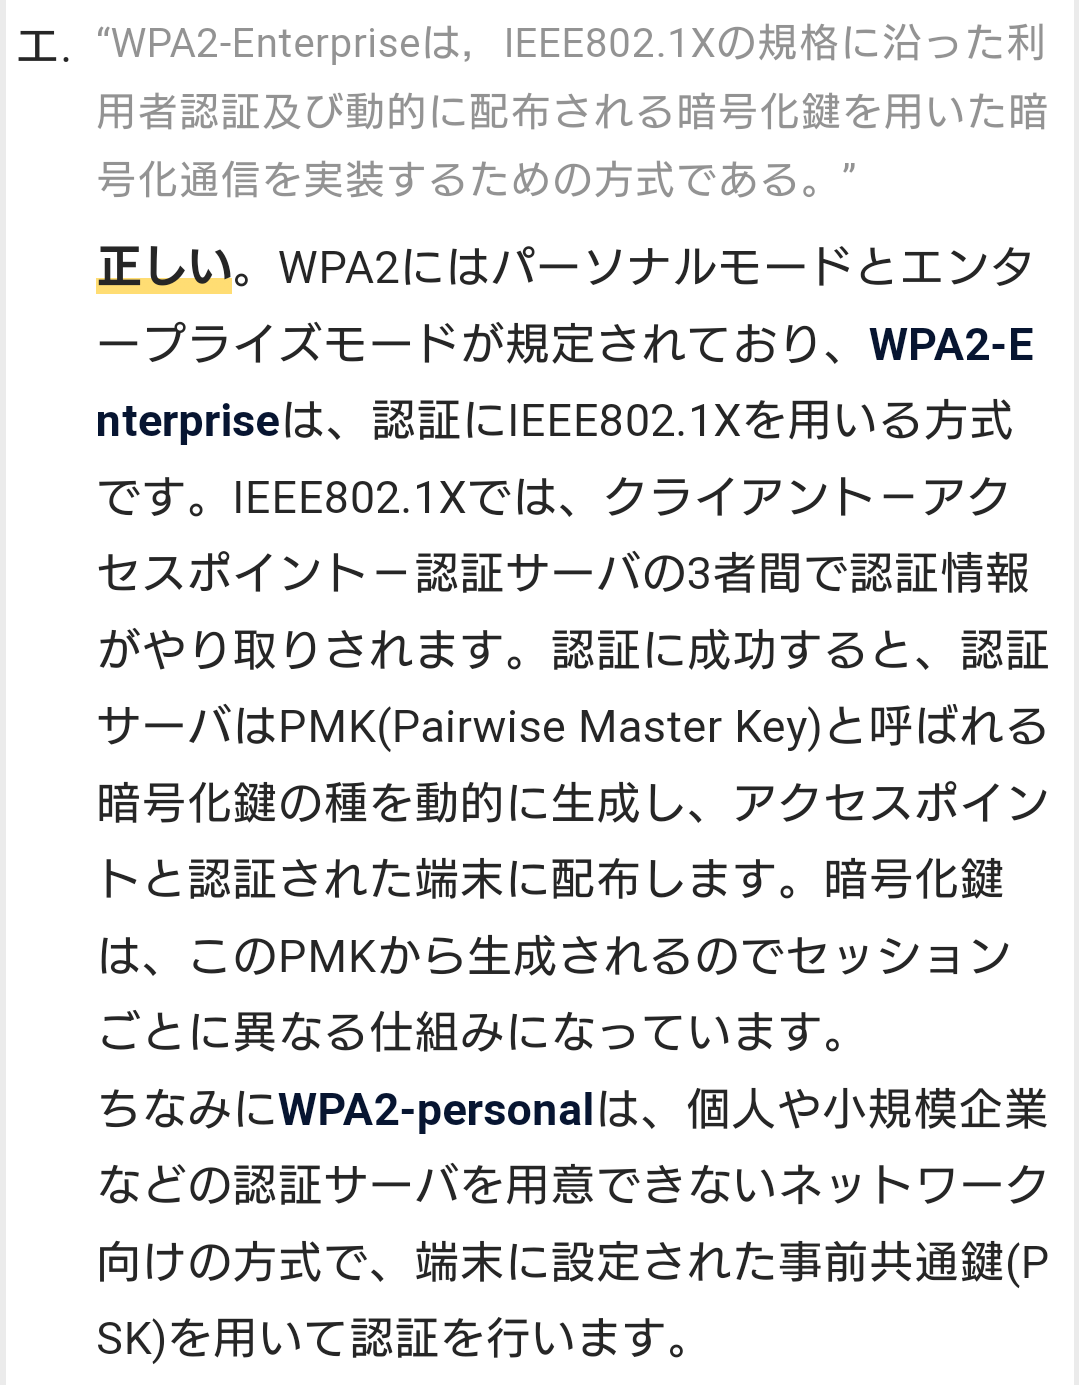 エ. “WPA2-Enterpriseは，IEEE802.1Xの規格に沿った利
用者認証及び動的に配布される暗号化鍵を用いた暗
号化通信を実装するための方式である。”
正しい。WPA2にはパーソナルモードとエンタ
ープライズモードが規定されており、WPA2-E
nterpriseは、認証にIEEE802.1Xを用いる方式
です。IEEE802.1Xでは、クライアント－アク
セスポイント－認証サーバの3者間で認証情報
がやり取りされます。認証に成功すると、認証
サーバはPMK(Pairwise Master Key)と呼ばれる
暗号化鍵の種を動的に生成し、アクセスポイン
トと認証された端末に配布します。暗号化鍵
は、このPMKから生成されるのでセッション
ごとに異なる仕組みになっています。
ちなみにWPA2-personalは、個人や小規模企業
などの認証サーバを用意できないネットワーク
向けの方式で、端末に設定された事前共通鍵(P
SK)を用いて認証を行います。